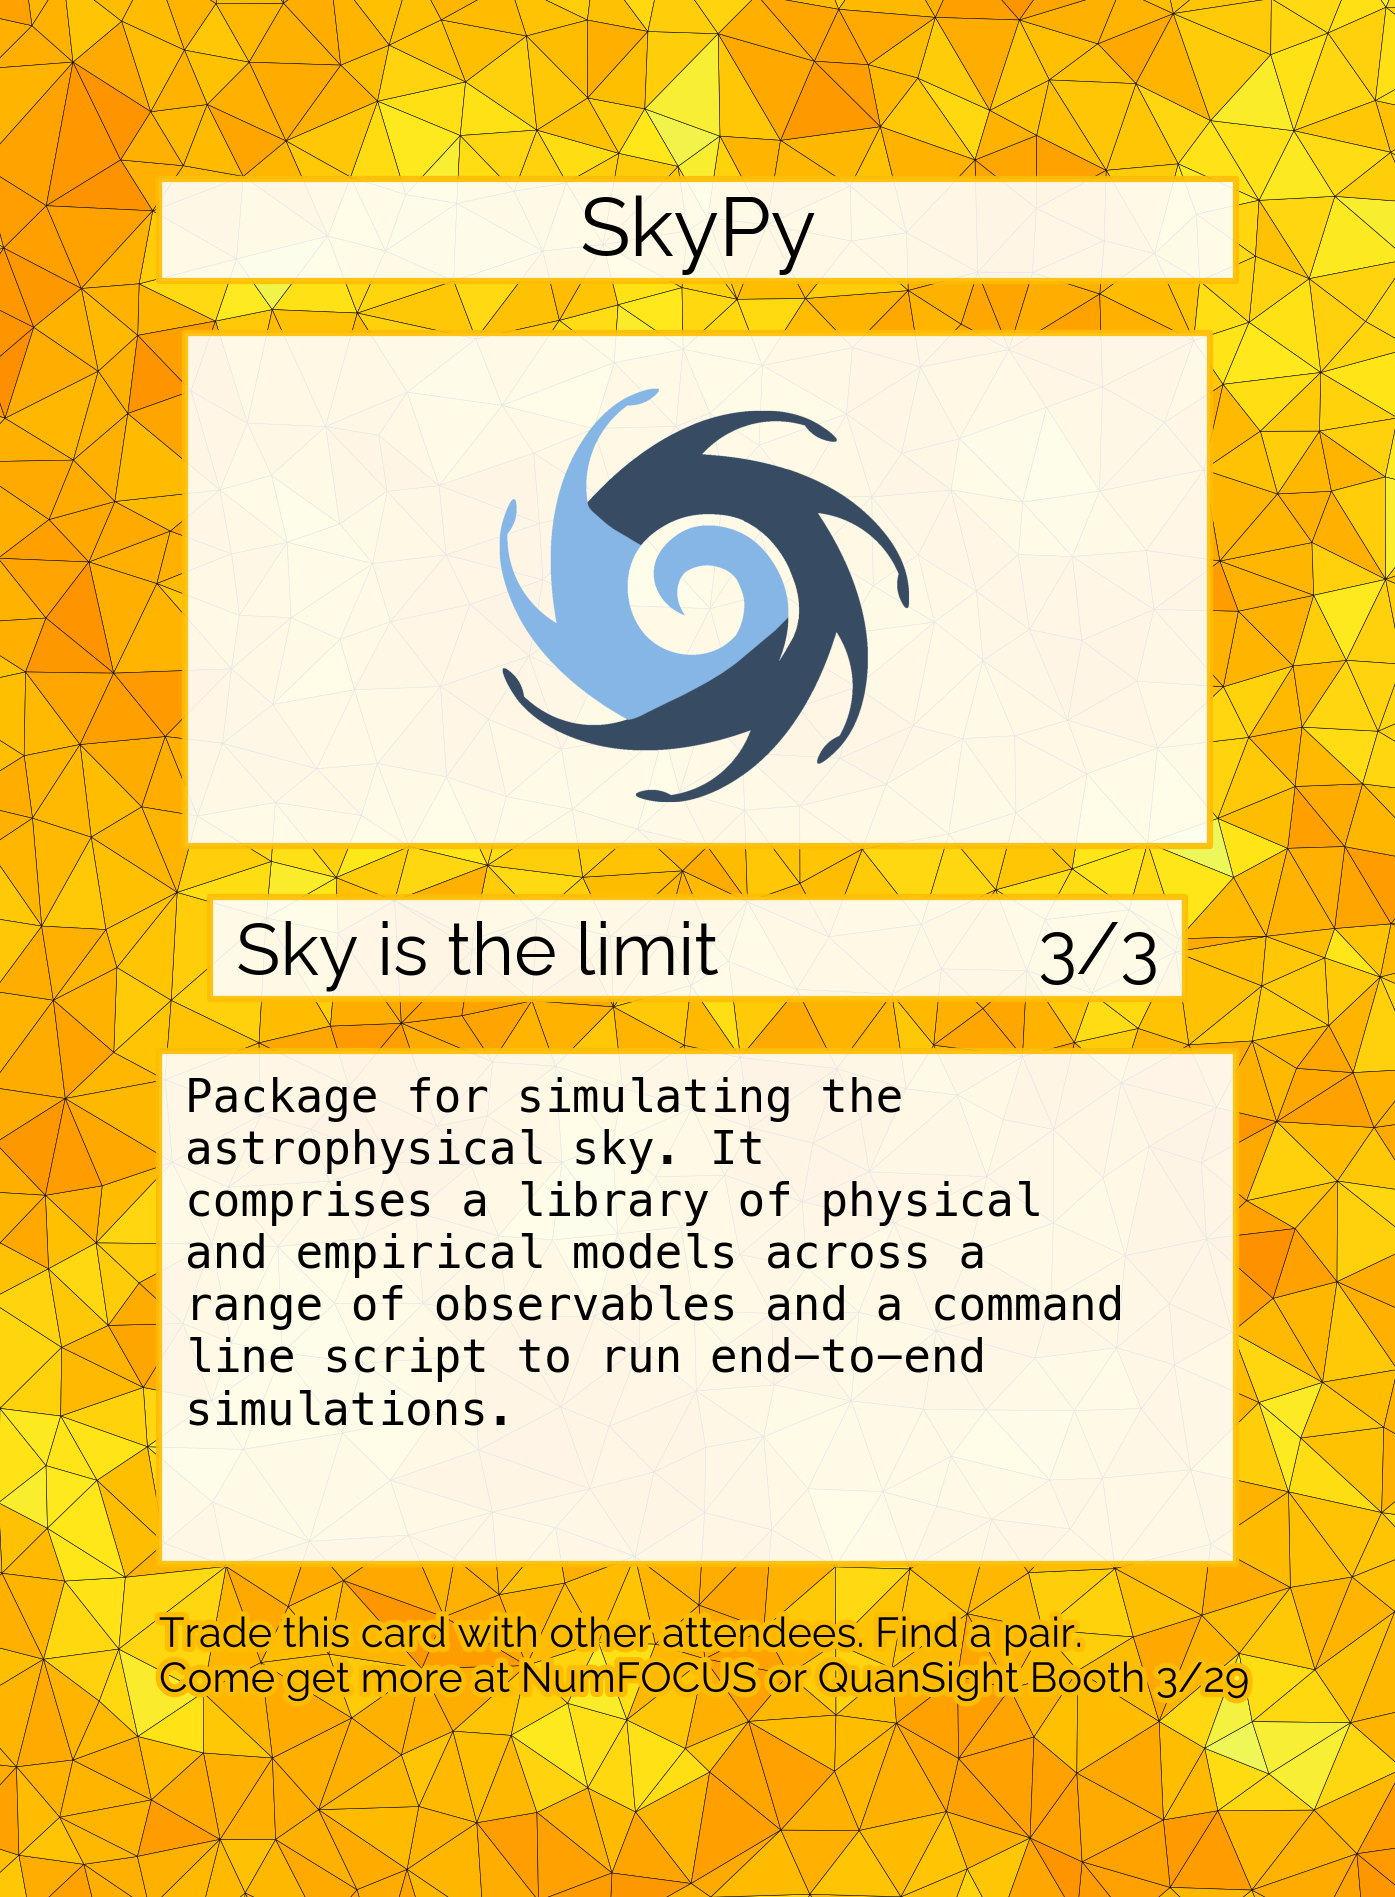 SkyPy
Sky is the limit 3/3
Package for simulating the
astrophysical sky. It
comprises a library of physical
and empirical models across a
range of observables and a command
line script to run end-to-end
simulations.
Trade this card with other attendees. Find a pair.
Come get more at NumFOCUS or QuanSight Booth 3/29